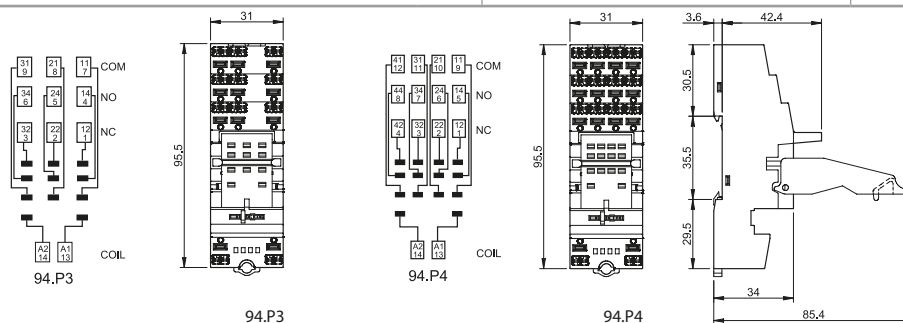 31
31
3.6
42.4
31 21 11
9 8 7
COM
34 24 14
6 5 4
NO
32 22 12
3 2 1
NC
A2 A1
14 13
COIL
94.P3
95.5
94.P3
41 31 21 11
12 11 10 9
COM
44 34 24 14
8 7 6 5
NO
42 32 22 12
4 3 2 1
NC
A2 A1
14 13
COIL
94.P4
95.5
94.P4
30.5
35.5
29.5
34
85.4